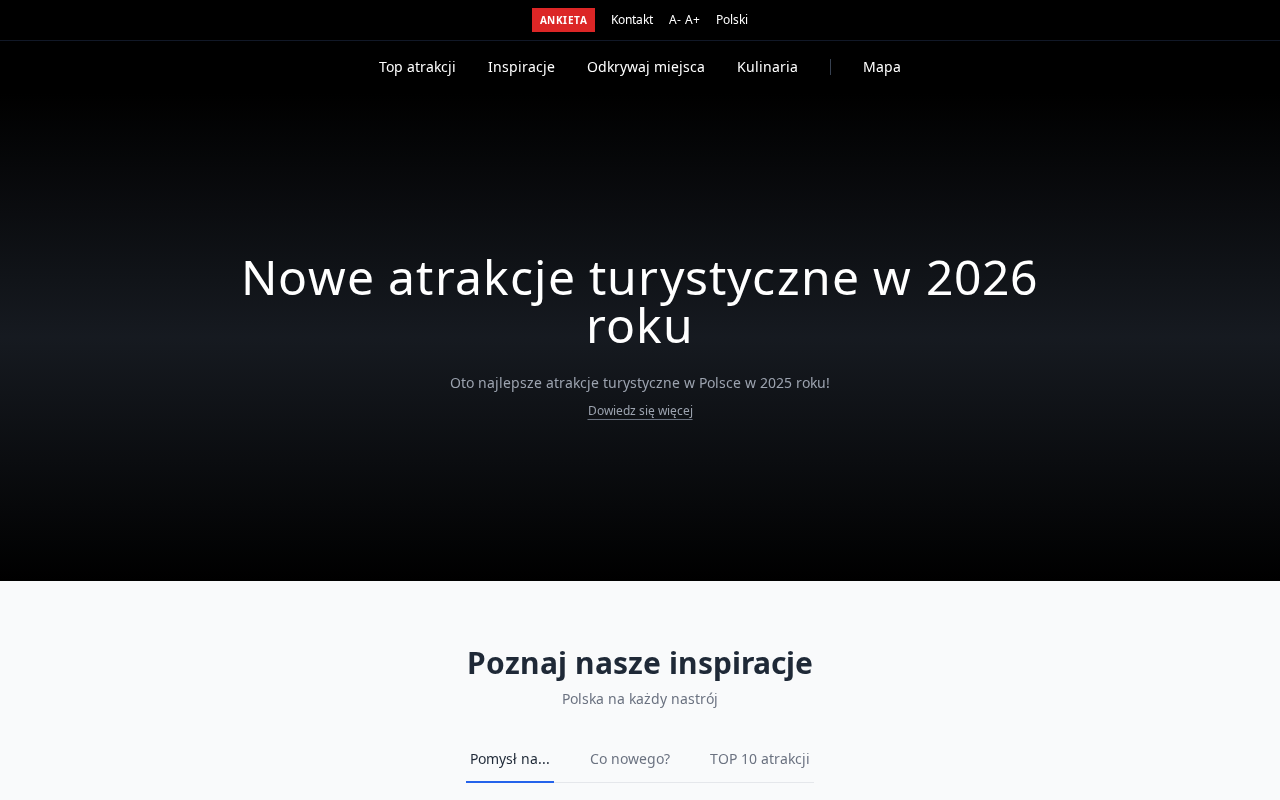 ANKIETA Kontakt A- A+ Polski
Top atrakcji Inspiracje Odkrywaj miejsca Kulinaria Mapa
Nowe atrakcje turystyczne w 2026
roku
Oto najlepsze atrakcje turystyczne w Polsce w 2025 roku!
Dowiedz się więcej
Poznaj nasze inspiracje
Polska na każdy nastrój
Pomysł na... Co nowego? TOP 10 atrakcji